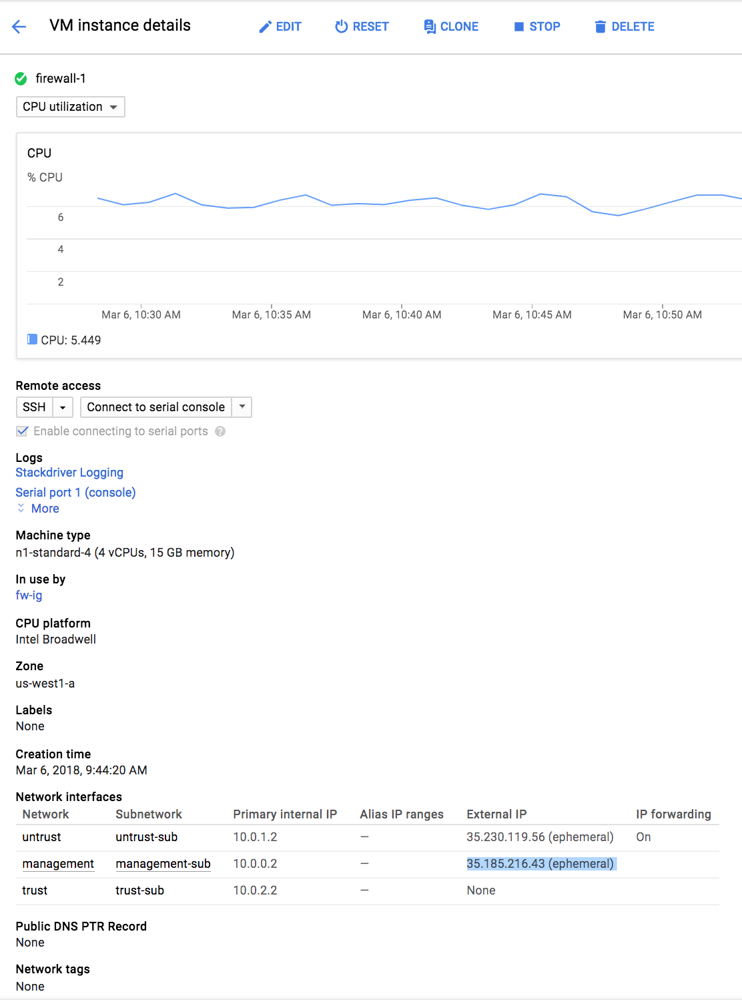 VM instance details EDIT RESET CLONE STOP DELETE
firewall-1
CPU utilization
CPU
% CPU
6
4
2
Mar 6, 10:30 AM Mar 6, 10:35 AM Mar 6, 10:40 AM Mar 6, 10:45 AM Mar 6, 10:50 AM
CPU: 5.449
Remote access
SSH Connect to serial console
Enable connecting to serial ports ?
Logs
Stackdriver Logging
Serial port 1 (console)
More
Machine type
n1-standard-4 (4 vCPUs, 15 GB memory)
In use by
fw-ig
CPU platform
Intel Broadwell
Zone
us-west1-a
Labels
None
Creation time
Mar 6, 2018, 9:44:20 AM
Network interfaces
Network Subnetwork Primary internal IP Alias IP ranges External IP IP forwarding
untrust untrust-sub 10.0.1.2 — 35.230.119.56 (ephemeral) On
management management-sub 10.0.0.2 — 35.185.216.43 (ephemeral)
trust trust-sub 10.0.2.2 — None
Public DNS PTR Record
None
Network tags
None